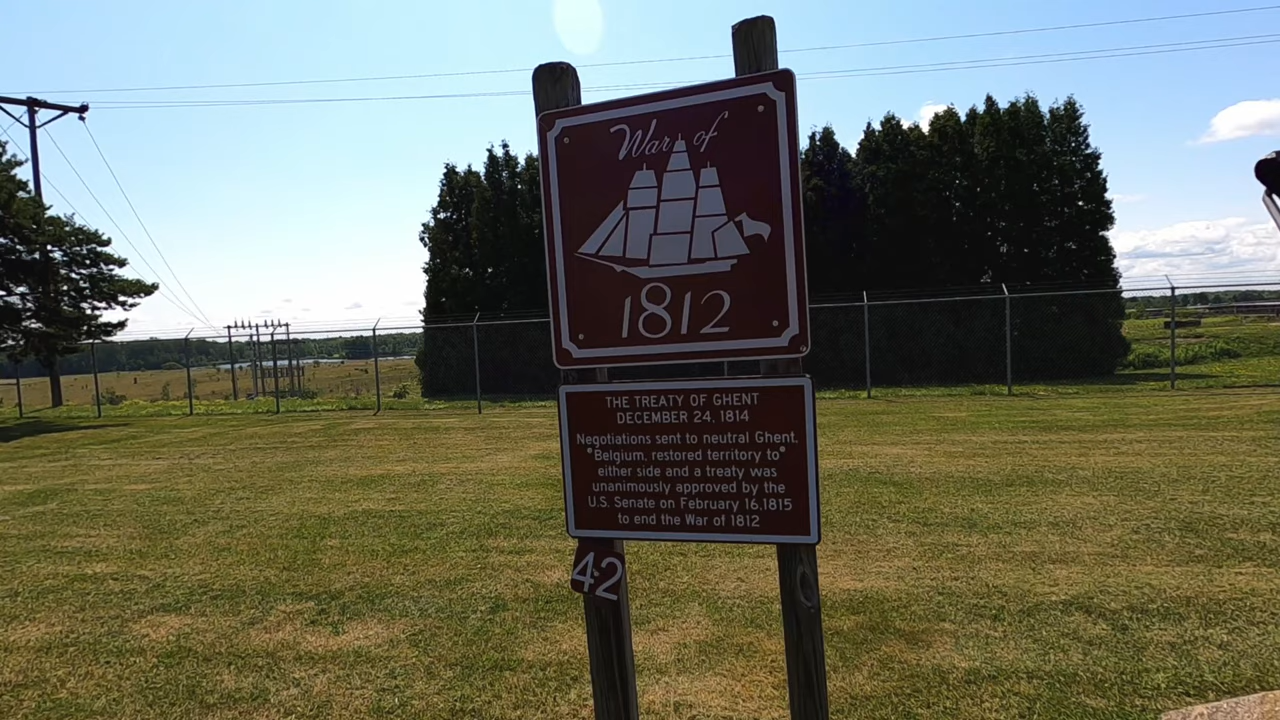 War of
1812
THE TREATY OF GHENT
DECEMBER 24, 1814
Negotiations sent to neutral Ghent,
Belgium, restored territory to
either side and a treaty was
unanimously approved by the
U.S. Senate on February 16,1815
to end the War of 1812
42